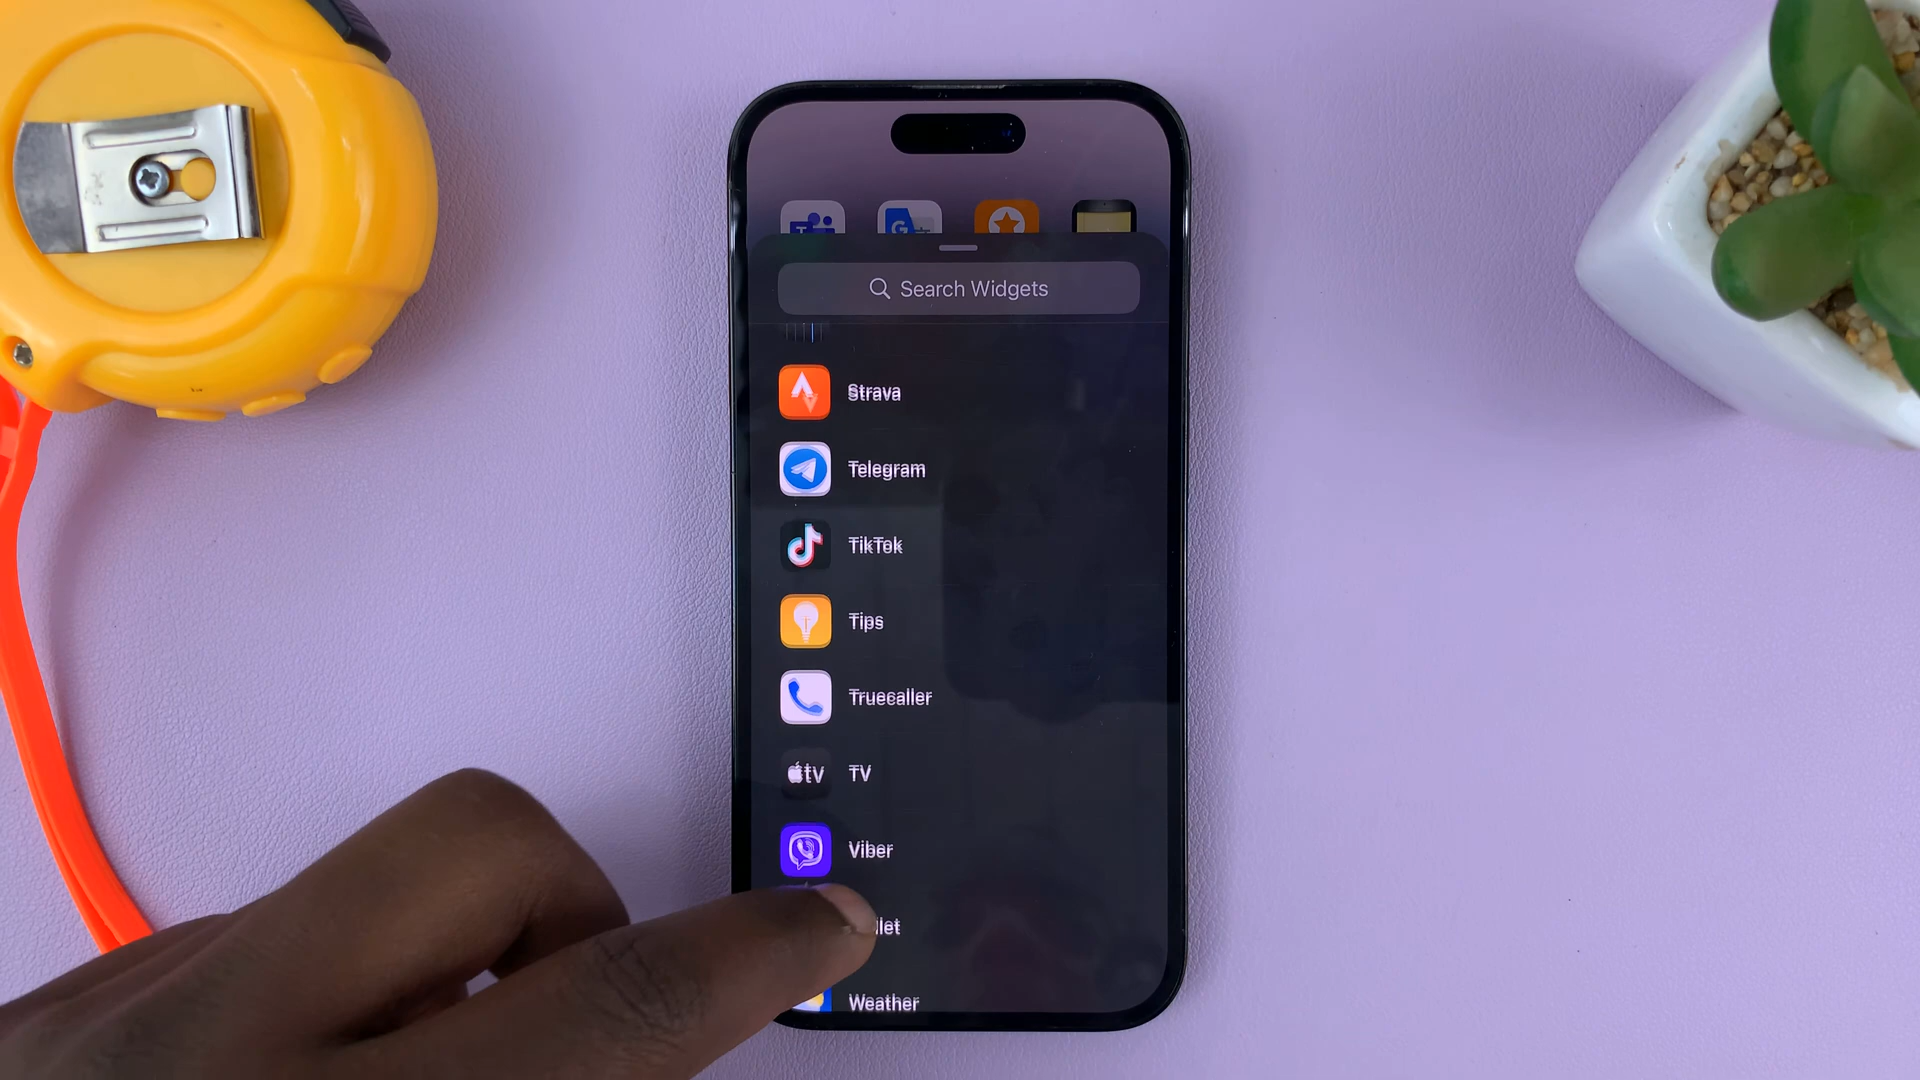 T
G
Search Widgets
Strava
Telegram
TikTok
Tips
Truecaller
tv TV
Viber
llet
Weather